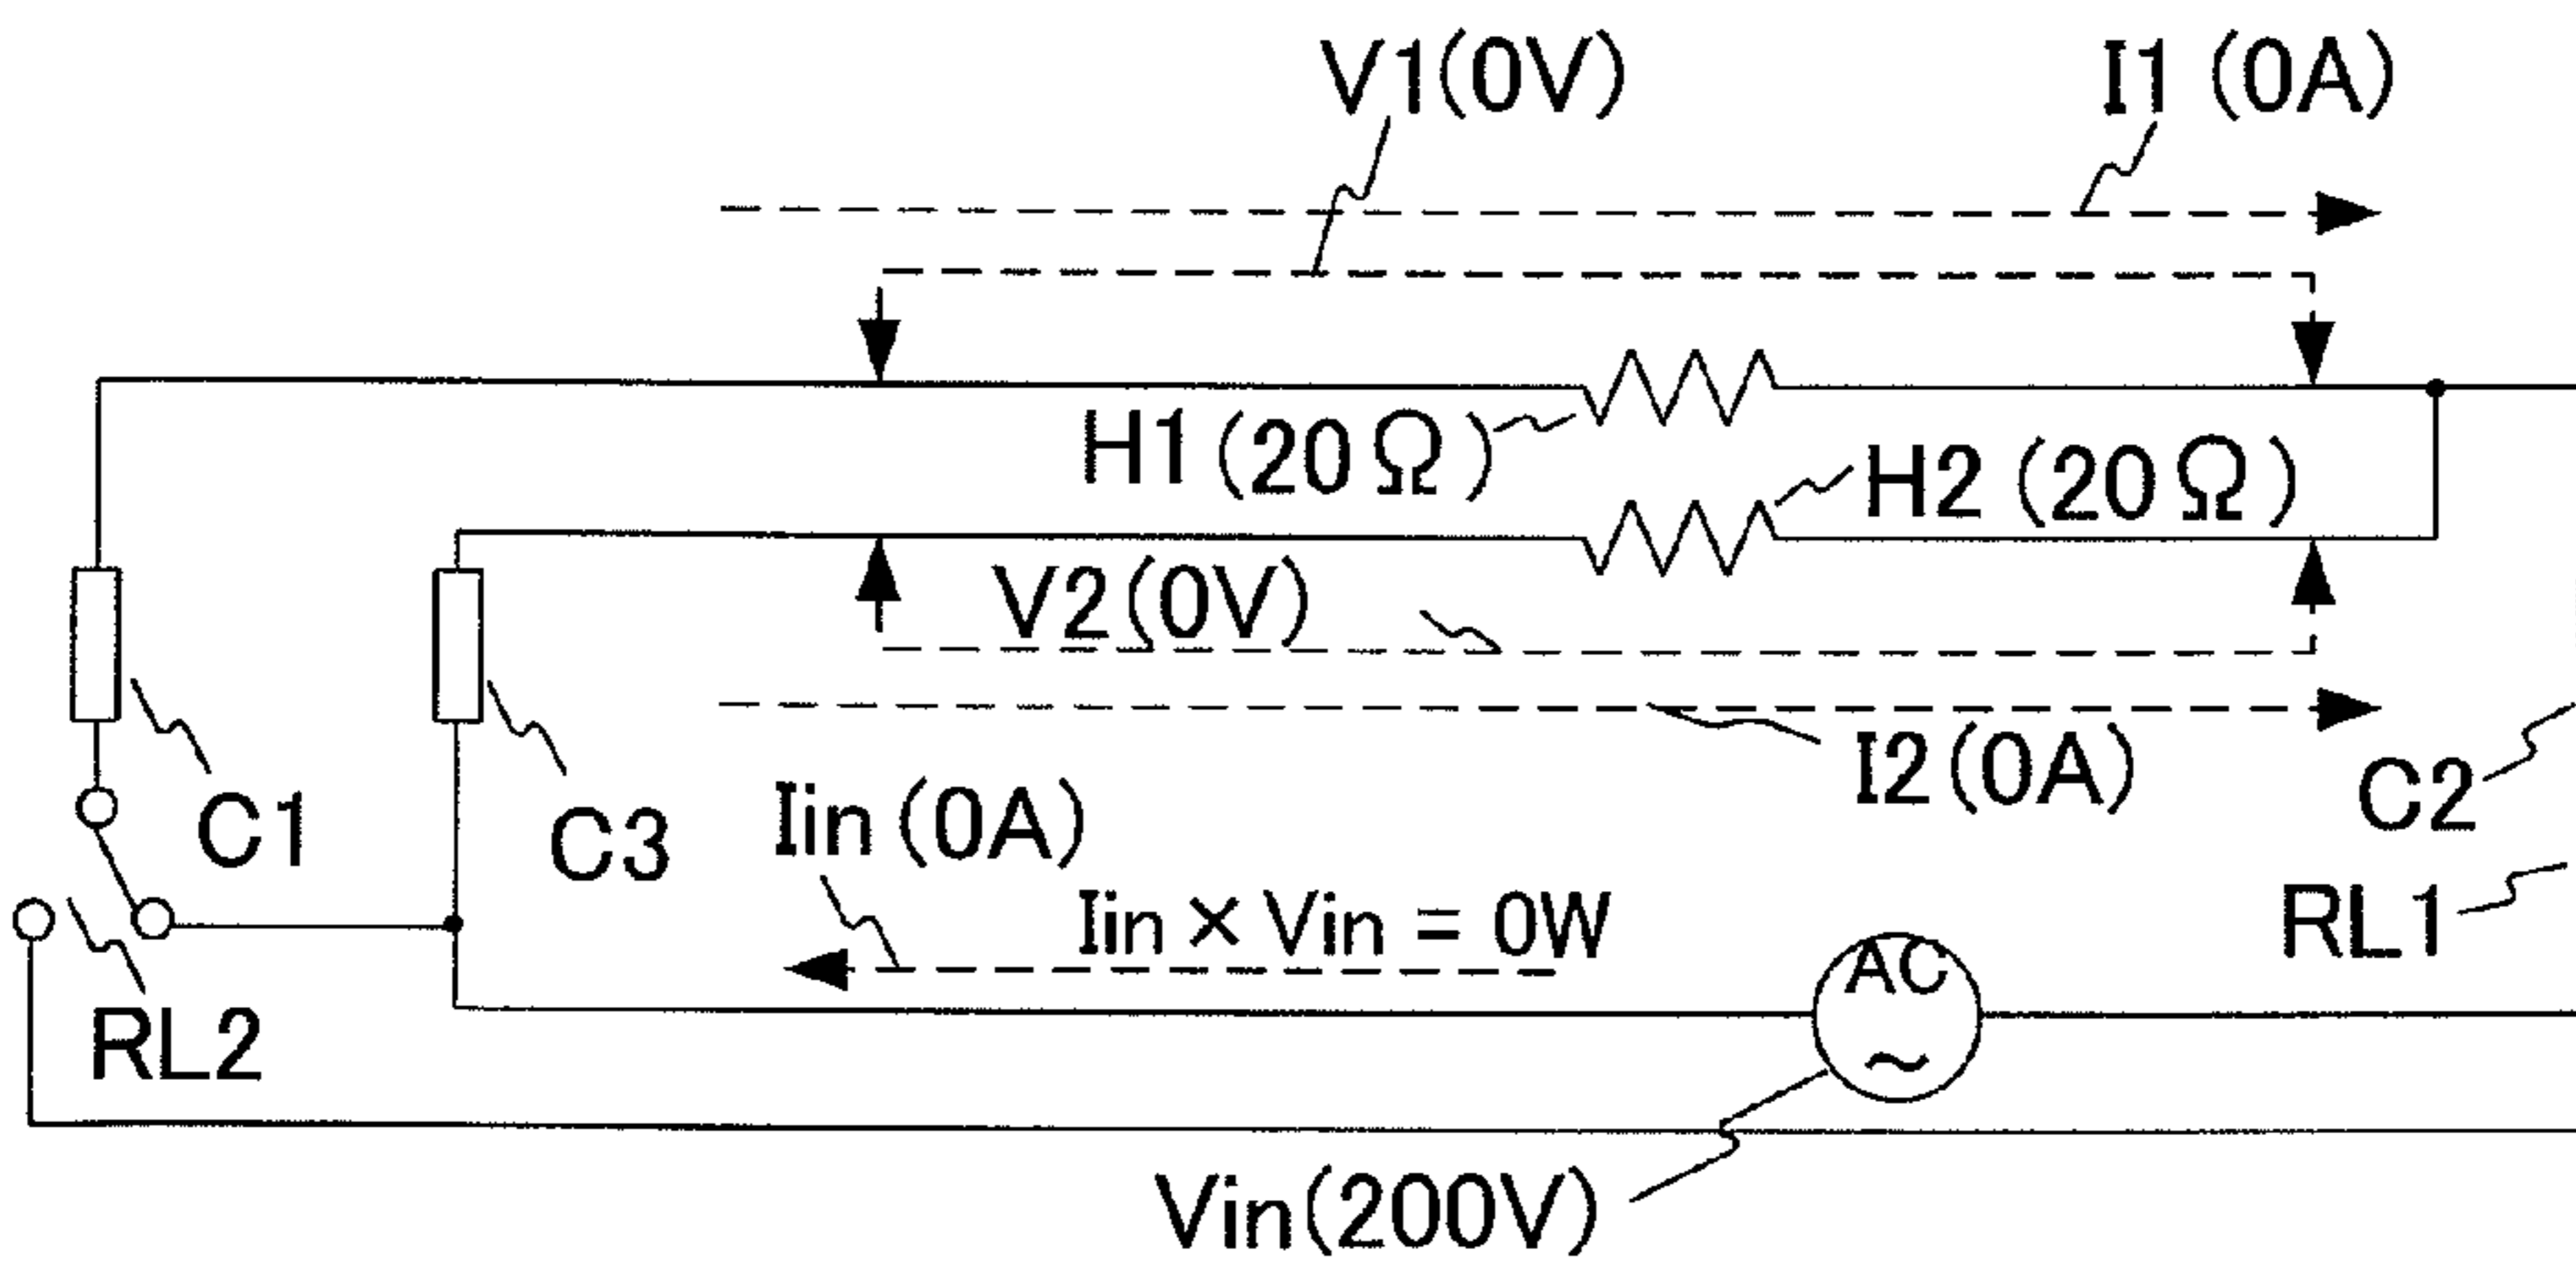 V1(0V)
I1 (0A)
H1 (20Ω)
H2 (20Ω)
V2(0V)
I2(0A)
C1
C3
Iin (0A)
C2
RL1
Iin × Vin = 0W
AC
~
RL2
Vin(200V)